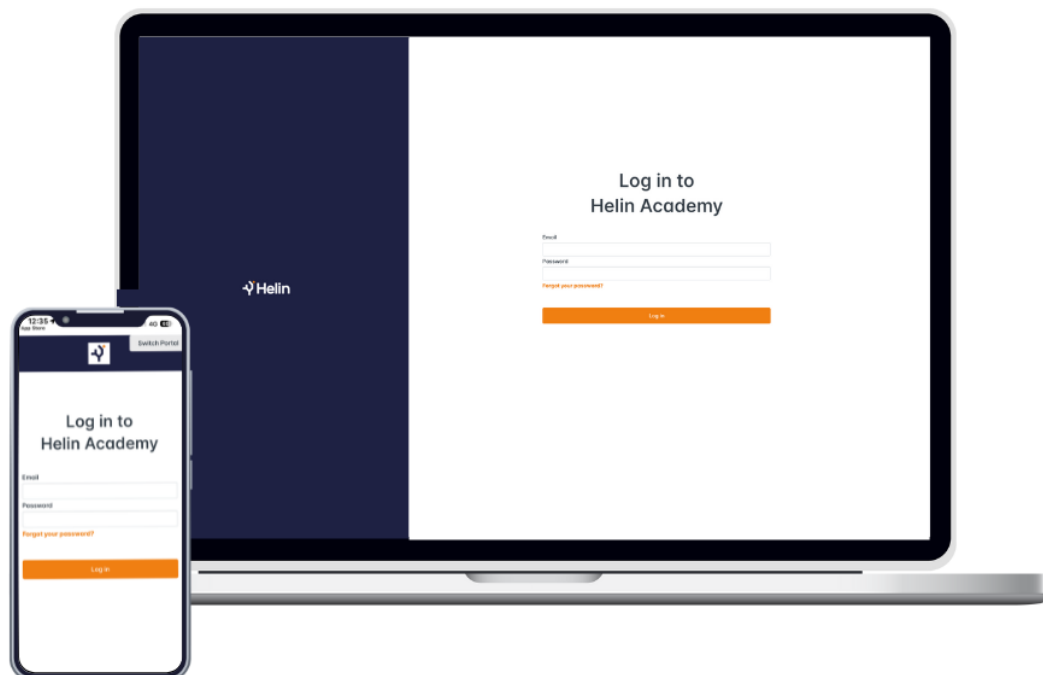 Log in to
Helin Academy
Email
Password
Forgot your password?
Log in
Helin
12:35
4G
App Store
Switch Portal
Log in to
Helin Academy
Email
Password
Forgot your password?
Log in